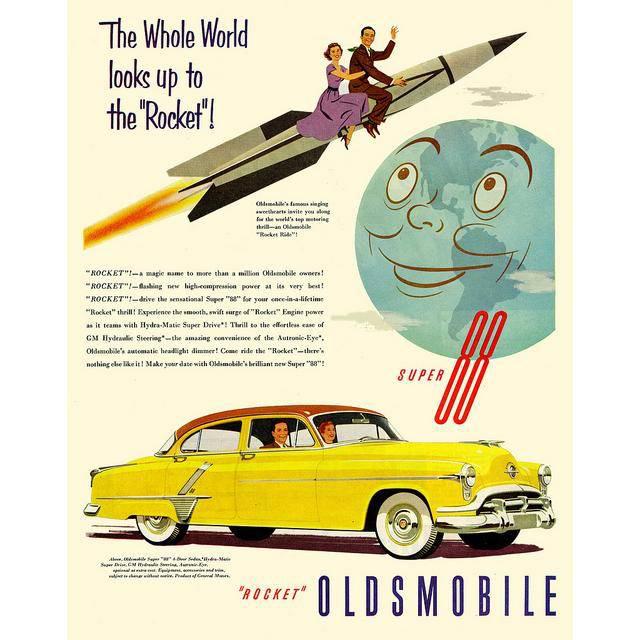 The Whole World
looks up to
the "Rocket"!
Oldsmobile's famous singing
sweethearts invite you along
for the world's top motoring
thrill—an Oldsmobile
"Rocket Ride"!
"ROCKET"!—a magic name to more than a million Oldsmobile owners!
"ROCKET"!—flashing new high-compression power at its very best!
"ROCKET"!—drive the sensational Super "88" for your once-in-a-lifetime
"Rocket" thrill! Experience the smooth, swift surge of "Rocket" Engine power
as it teams with Hydra-Matic Super Drive*! Thrill to the effortless ease of
GM Hydraulic Steering*—the amazing convenience of the Autronic-Eye*,
Oldsmobile's automatic headlight dimmer! Come ride the "Rocket"—there's
nothing else like it! Make your date with Oldsmobile's brilliant new Super "88"!
SUPER 88
Above, Oldsmobile Super "88" 4-Door Sedan. *Hydra-Matic
Super Drive, GM Hydraulic Steering, Autronic-Eye,
optional at extra cost. Equipment, accessories and trim,
subject to change without notice. Product of General Motors.
"ROCKET" OLDSMOBILE